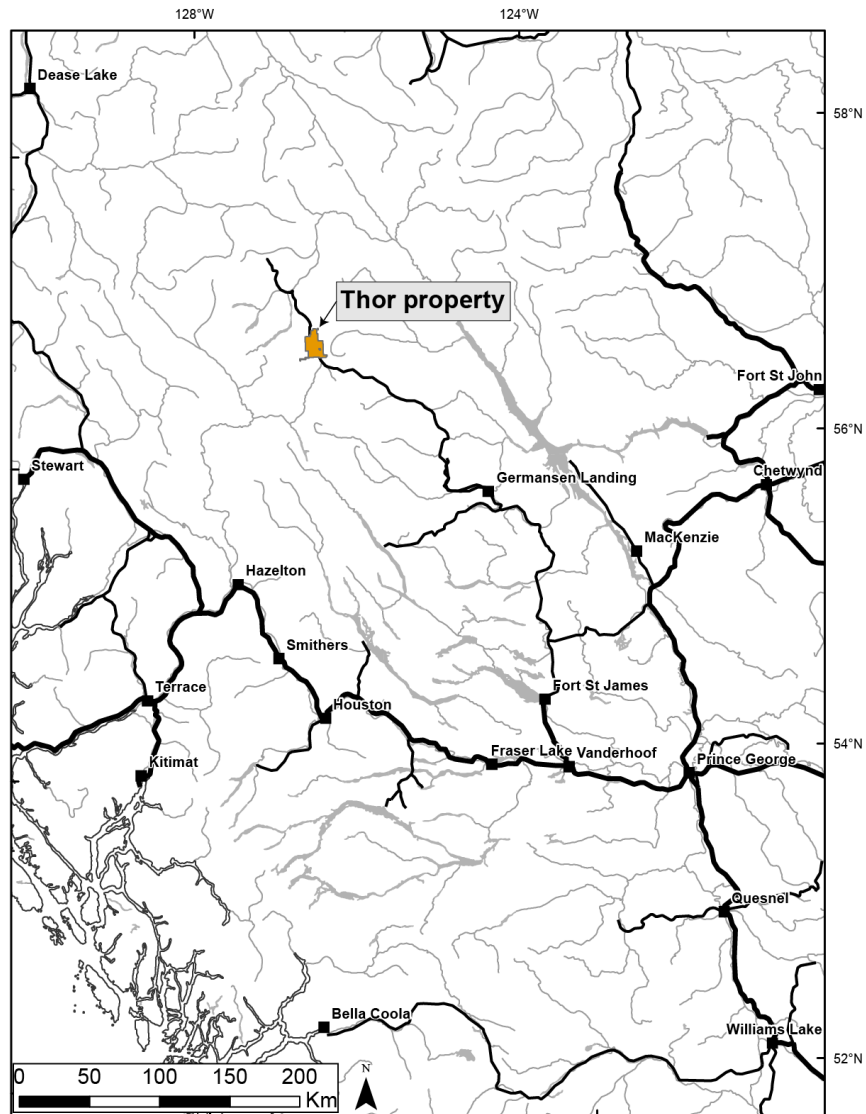 128°W
124°W
Dease Lake
58°N
Thor property
Fort St John
56°N
Stewart
Chetwynd
Germansen Landing
MacKenzie
Hazelton
Smithers
Terrace
Fort St James
Houston
54°N
Fraser Lake
Vanderhoof
Prince George
Kitimat
Quesnel
Bella Coola
Williams Lake
52°N
N
0 50 100 150 200
Km